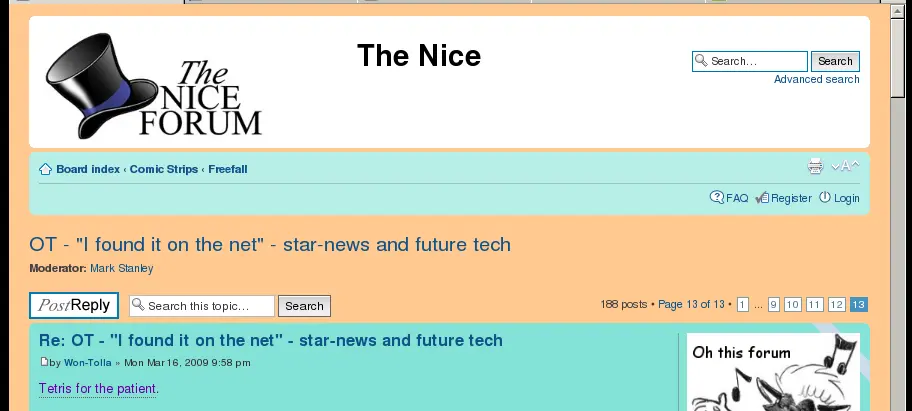 The Nice
The
NICE
FORUM
Search...
Search
Advanced search
Board index ‹ Comic Strips ‹ Freefall
A
FAQ Register Login
OT - "I found it on the net" - star-news and future tech
Moderator: Mark Stanley
PostReply Search this topic... Search 188 posts • Page 13 of 13 • 1 ... 9 10 11 12 13
Re: OT - "I found it on the net" - star-news and future tech
by Won-Tolla » Mon Mar 16, 2009 9:58 pm
Tetris for the patient.
Oh this forum